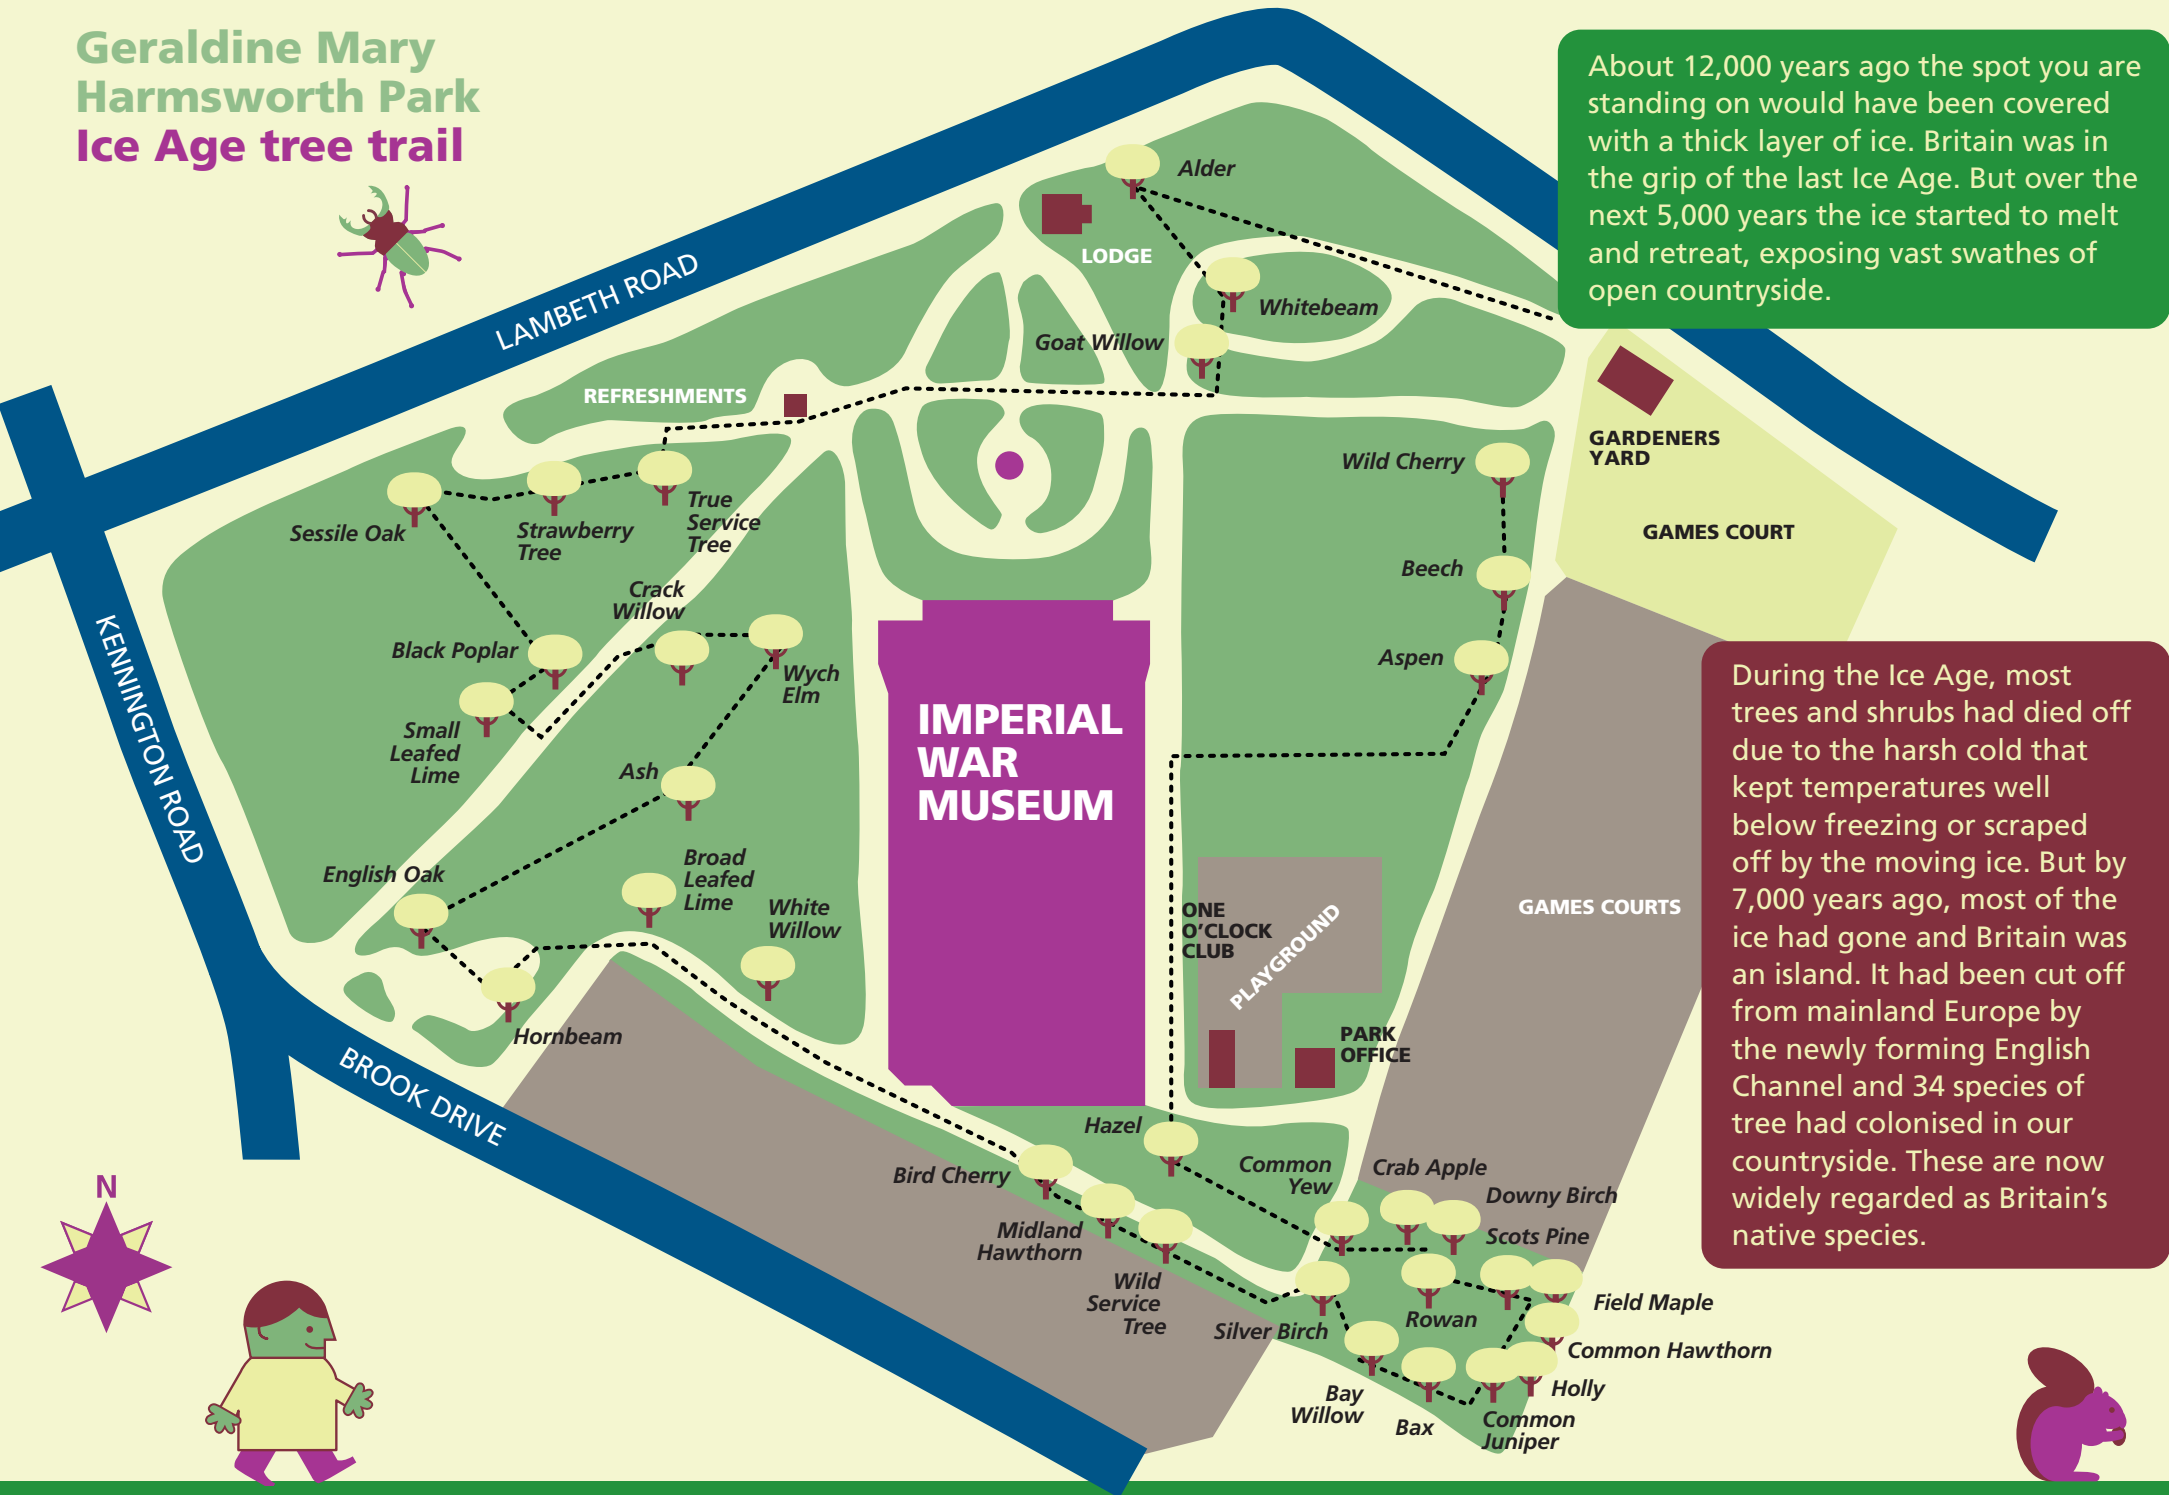 Geraldine Mary
Harmsworth Park
Ice Age tree trail
About 12,000 years ago the spot you are
standing on would have been covered
with a thick layer of ice. Britain was in
the grip of the last Ice Age. But over the
next 5,000 years the ice started to melt
and retreat, exposing vast swathes of
open countryside.
Alder
LODGE
LAMBETH ROAD
Whitebeam
Goat Willow
REFRESHMENTS
GARDENERS
YARD
Wild Cherry
GAMES COURT
Sessile Oak
Strawberry
Tree
True
Service
Tree
Beech
Crack
Willow
Black Poplar
Aspen
Wych
Elm
KENNINGTON ROAD
Small
Leafed
Lime
IMPERIAL
WAR
MUSEUM
Ash
During the Ice Age, most
trees and shrubs had died off
due to the harsh cold that
kept temperatures well
below freezing or scraped
off by the moving ice. But by
7,000 years ago, most of the
ice had gone and Britain was
an island. It had been cut off
from mainland Europe by
the newly forming English
Channel and 34 species of
tree had colonised in our
countryside. These are now
widely regarded as Britain’s
native species.
English Oak
Broad
Leafed
Lime
White
Willow
ONE
O’CLOCK
CLUB
PLAYGROUND
GAMES COURTS
Hornbeam
PARK
OFFICE
BROOK DRIVE
Hazel
Bird Cherry
Common
Yew
Crab Apple
Downy Birch
Scots Pine
N
Midland
Hawthorn
Wild
Service
Tree
Silver Birch
Rowan
Field Maple
Common Hawthorn
Bay
Willow
Bax
Holly
Common
Juniper